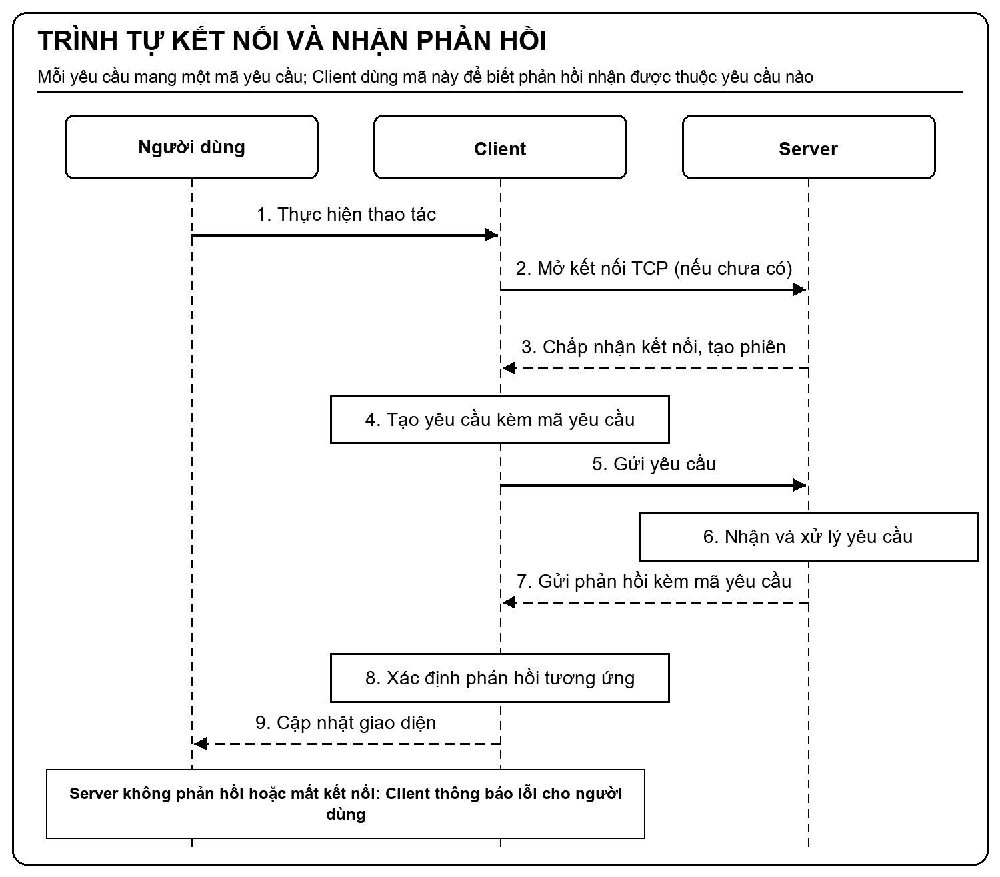 TRÌNH TỰ KẾT NỐI VÀ NHẬN PHẢN HỒI
Mỗi yêu cầu mang một mã yêu cầu; Client dùng mã này để biết phản hồi nhận được thuộc yêu cầu nào
Người dùng
Client
Server
1. Thực hiện thao tác
2. Mở kết nối TCP (nếu chưa có)
3. Chấp nhận kết nối, tạo phiên
4. Tạo yêu cầu kèm mã yêu cầu
5. Gửi yêu cầu
6. Nhận và xử lý yêu cầu
7. Gửi phản hồi kèm mã yêu cầu
8. Xác định phản hồi tương ứng
9. Cập nhật giao diện
Server không phản hồi hoặc mất kết nối: Client thông báo lỗi cho người
dùng